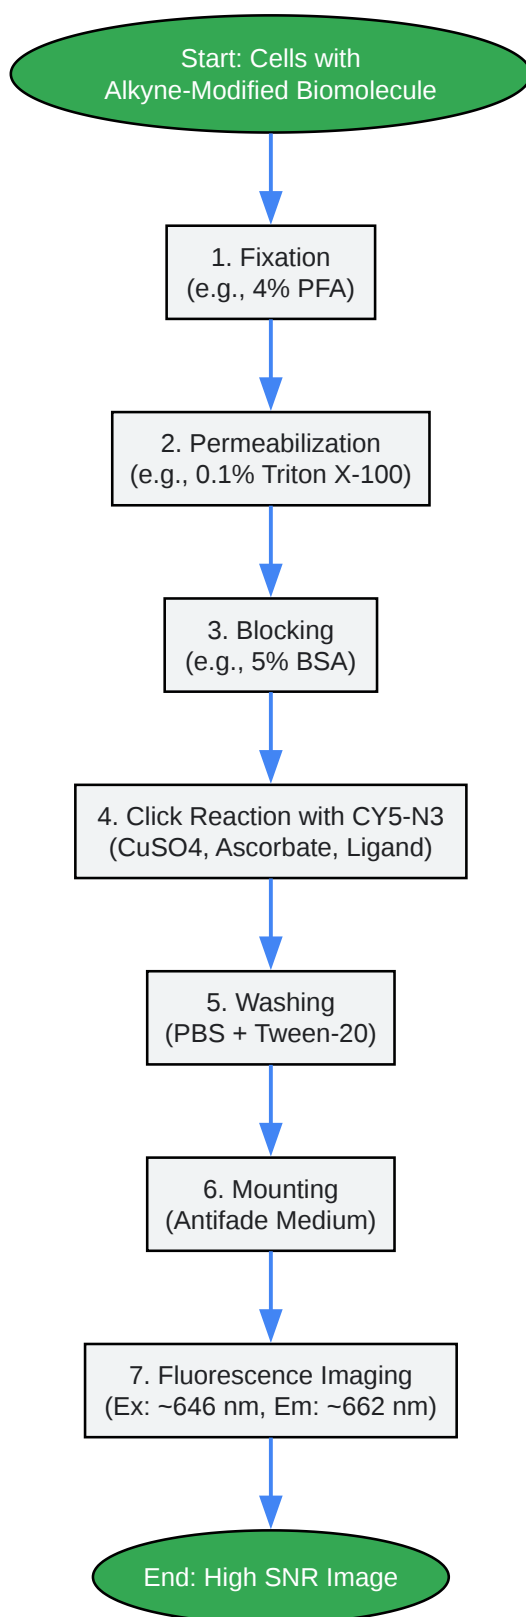 Start: Cells with
Alkyne-Modified Biomolecule
1. Fixation
(e.g., 4% PFA)
2. Permeabilization
(e.g., 0.1% Triton X-100)
3. Blocking
(e.g., 5% BSA)
4. Click Reaction with CY5-N3
(CuSO4, Ascorbate, Ligand)
5. Washing
(PBS + Tween-20)
6. Mounting
(Antifade Medium)
7. Fluorescence Imaging
(Ex: ~646 nm, Em: ~662 nm)
End: High SNR Image